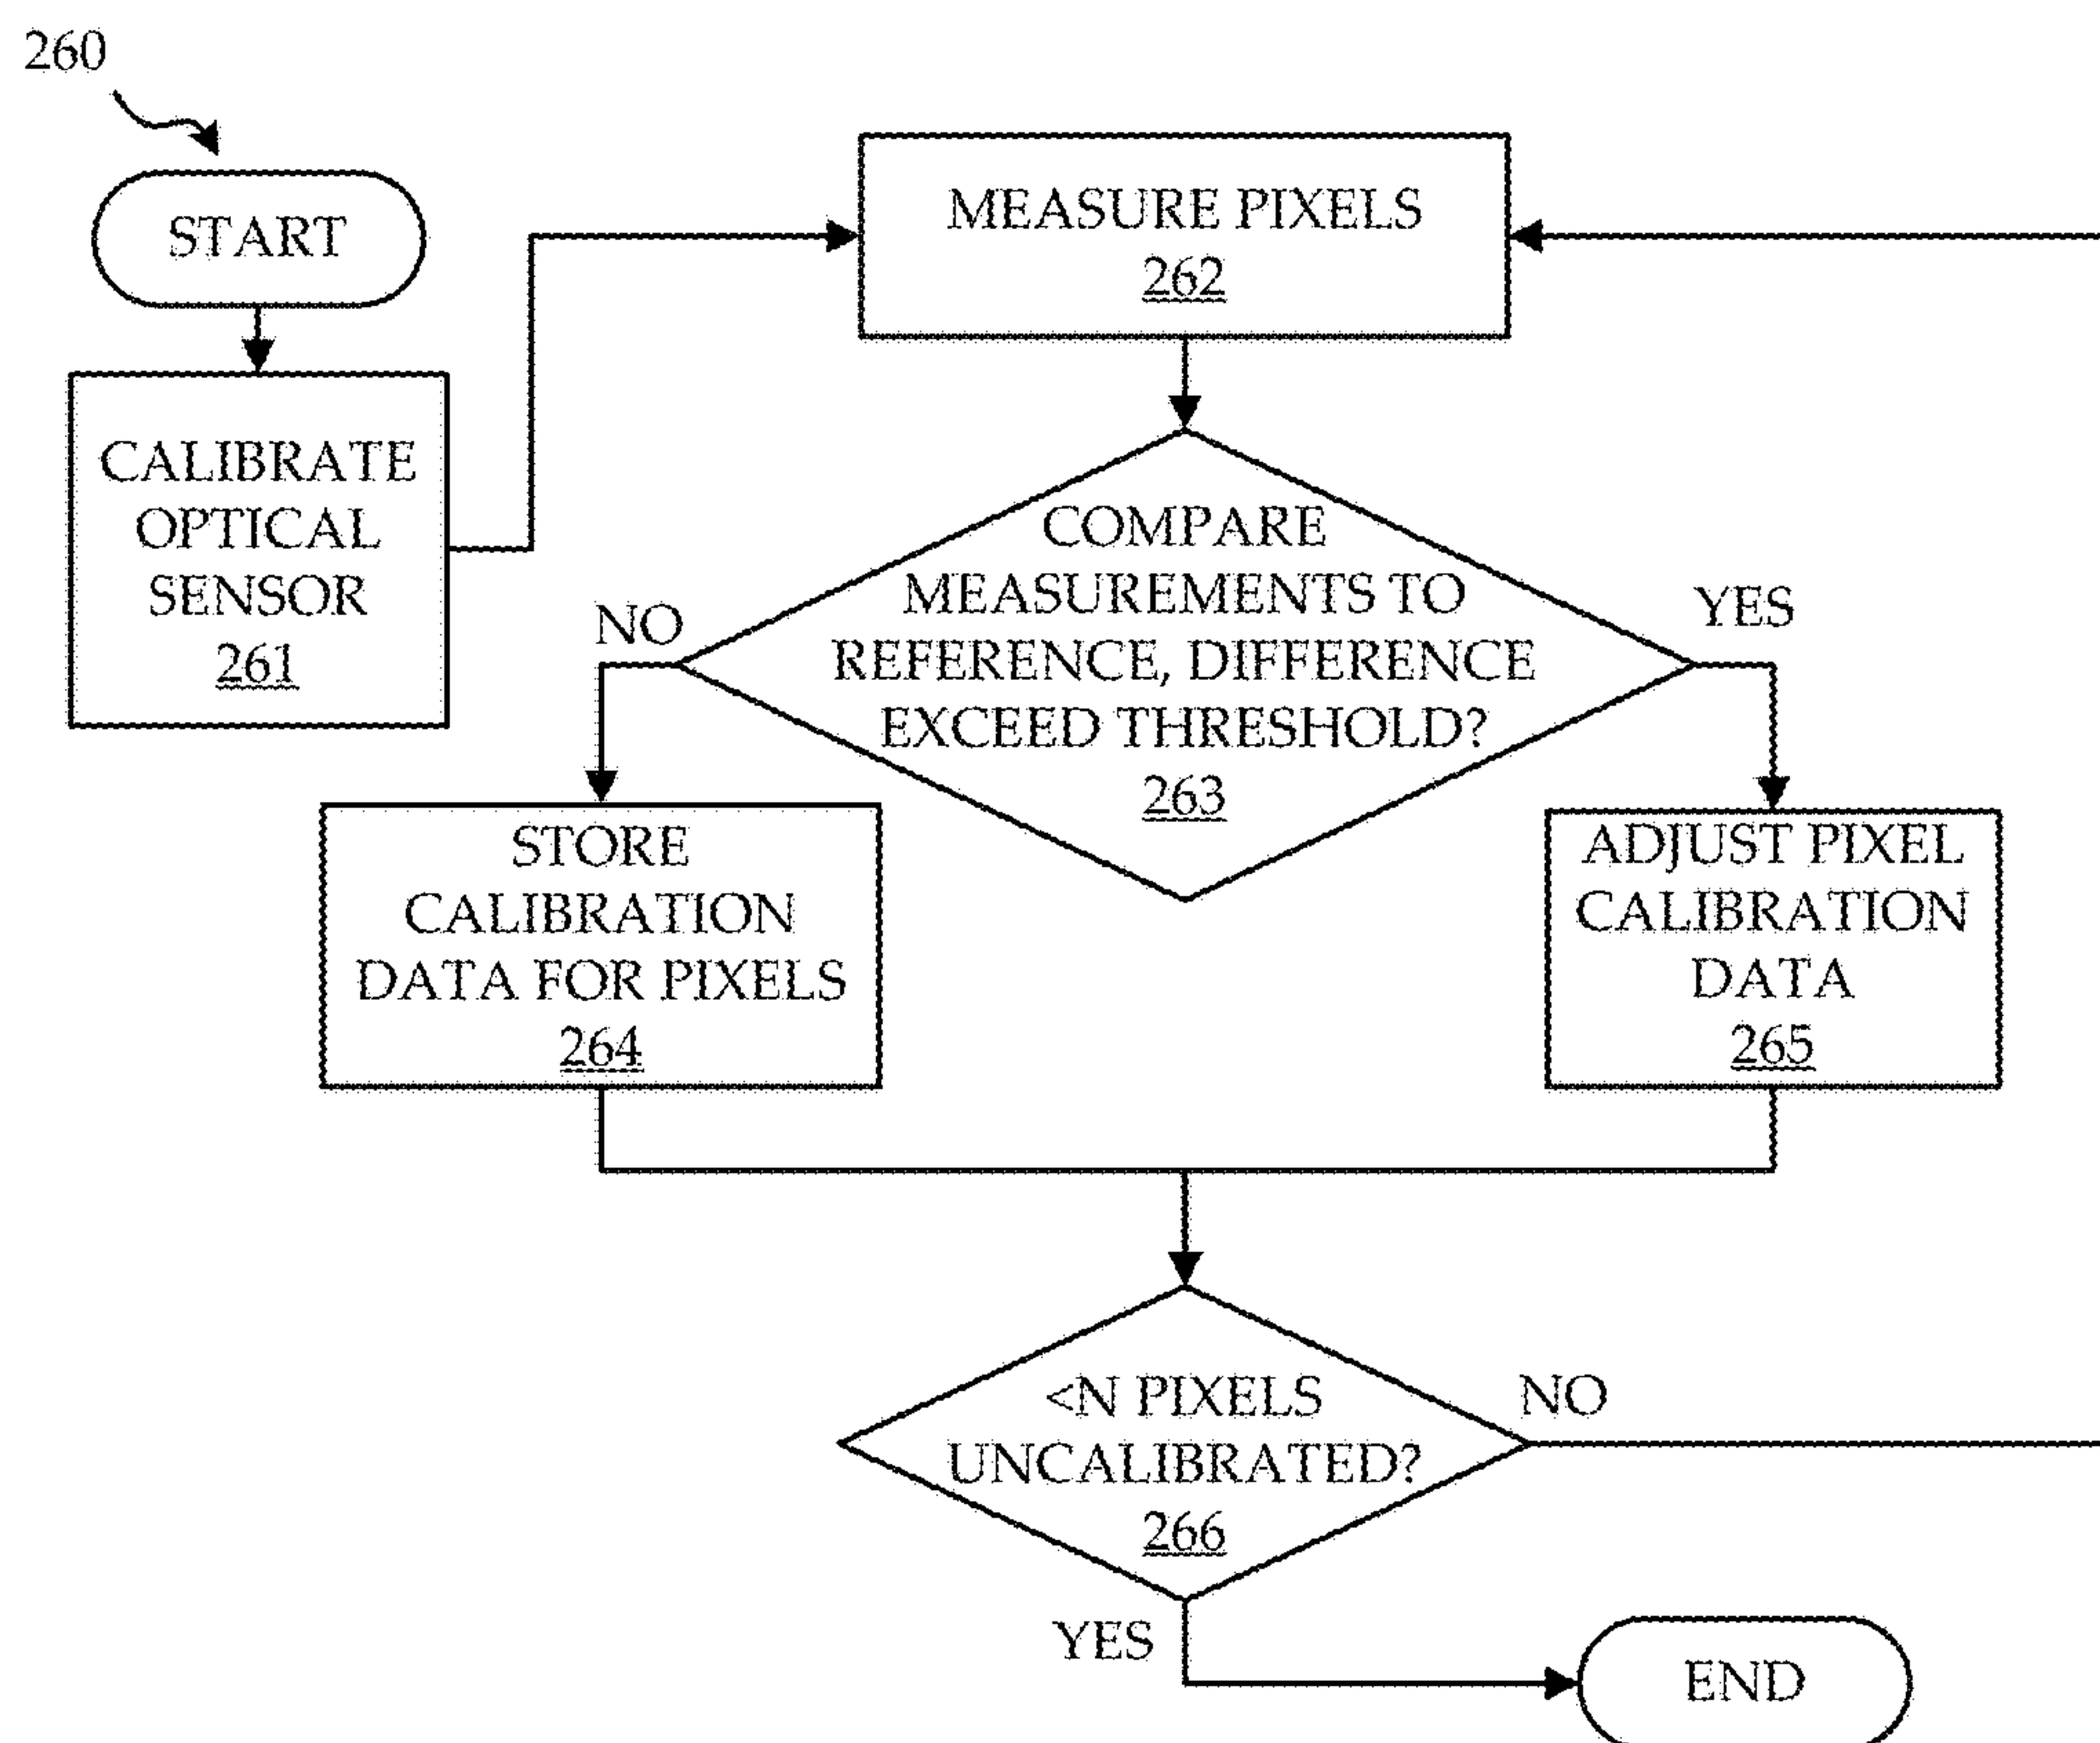 260
START
CALIBRATE
OPTICAL
SENSOR
261
MEASURE PIXELS
262
COMPARE
MEASUREMENTS TO
REFERENCE, DIFFERENCE
EXCEED THRESHOLD?
263
NO
YES
STORE
CALIBRATION
DATA FOR PIXELS
264
ADJUST PIXEL
CALIBRATION
DATA
265
<N PIXELS
UNCALIBRATED?
266
NO
YES
END